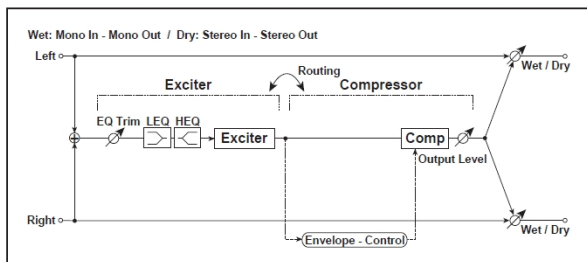 Wet: Mono In - Mono Out / Dry: Stereo In - Stereo Out
Left
Wet / Dry
Routing
Exciter
Compressor
EQ Trim
LEQ
HEQ
Exciter
Comp
Output Level
Right
Envelope - Control
Wet / Dry